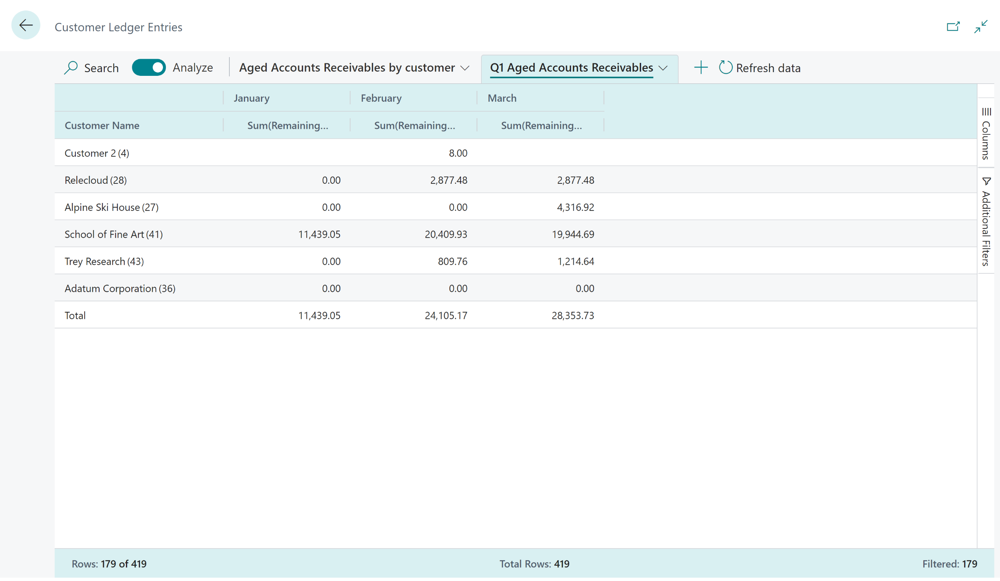 Customer Ledger Entries
Search Analyze Aged Accounts Receivables by customer Q1 Aged Accounts Receivables Refresh data
January February March
Customer Name Sum(Remaining... Sum(Remaining... Sum(Remaining...
Customer 2 (4) 8.00
Relecloud (28) 0.00 2,877.48 2,877.48
Alpine Ski House (27) 0.00 0.00 4,316.92
School of Fine Art (41) 11,439.05 20,409.93 19,944.69
Trey Research (43) 0.00 809.76 1,214.64
Adatum Corporation (36) 0.00 0.00 0.00
Total 11,439.05 24,105.17 28,353.73
Columns
Additional Filters
Rows: 179 of 419 Total Rows: 419 Filtered: 179